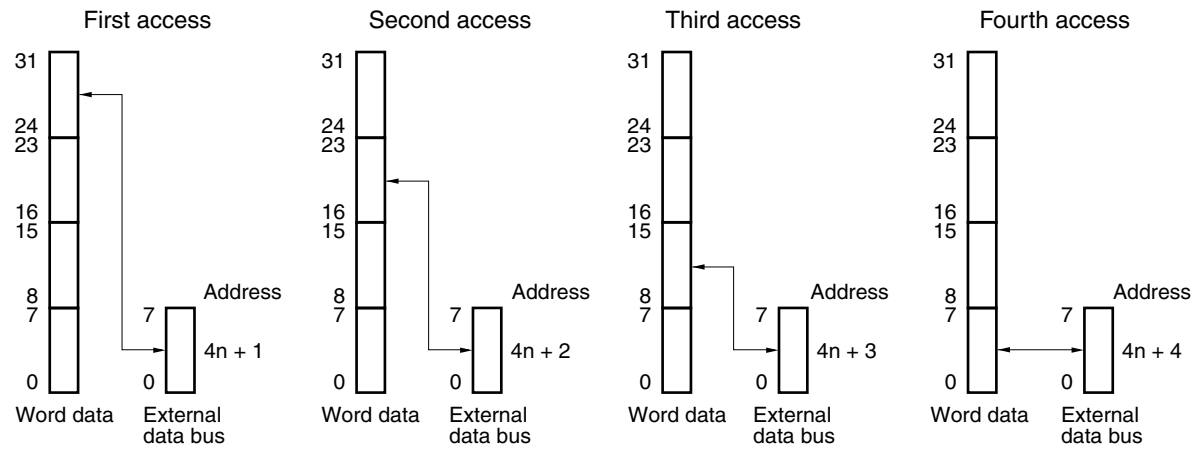 First access
31
24
23
16
15
8
7
0
Word data
7
0
External
data bus
Address
4n + 1
Second access
31
24
23
16
15
8
7
0
Word data
7
0
External
data bus
Address
4n + 2
Third access
31
24
23
16
15
8
7
0
Word data
7
0
External
data bus
Address
4n + 3
Fourth access
31
24
23
16
15
8
7
0
Word data
7
0
External
data bus
Address
4n + 4